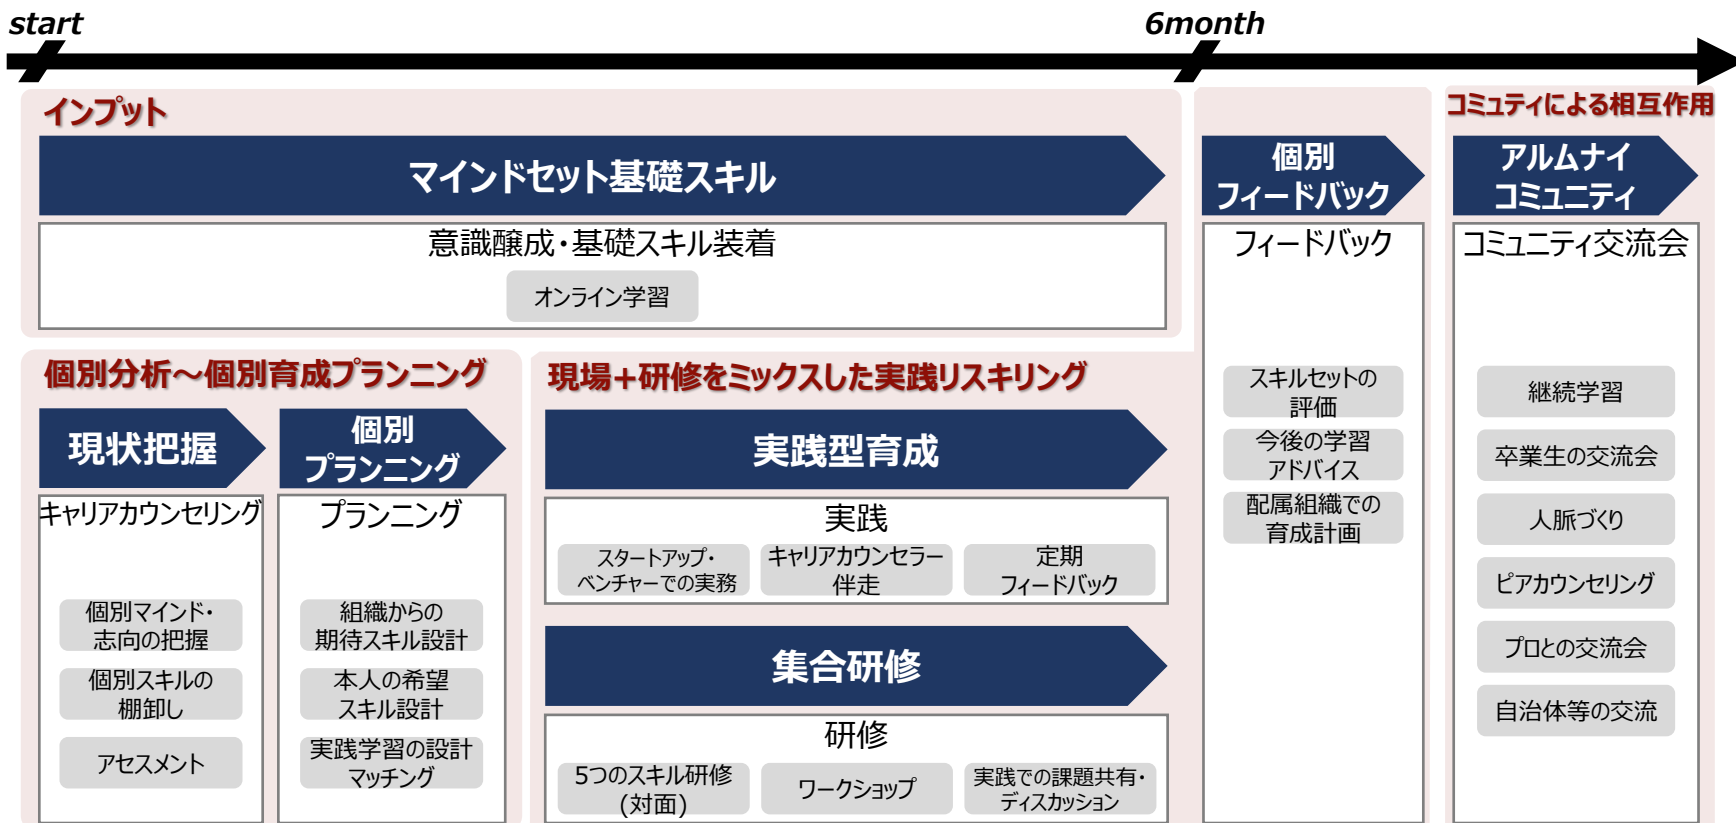 start
6month
インプット
マインドセット基礎スキル
意識醸成・基礎スキル装着
オンライン学習
個別分析～個別育成プランニング
現状把握
キャリアカウンセリング
個別マインド・
志向の把握
個別スキルの
棚卸し
アセスメント
個別
プランニング
プランニング
組織からの
期待スキル設計
本人の希望
スキル設計
実践学習の設計
マッチング
現場＋研修をミックスした実践リスキリング
実践型育成
実践
スタートアップ・
ベンチャーでの実務
キャリアカウンセラー
伴走
定期
フィードバック
集合研修
研修
5つのスキル研修
(対面)
ワークショップ
実践での課題共有・
ディスカッション
個別
フィードバック
フィードバック
スキルセットの
評価
今後の学習
アドバイス
配属組織での
育成計画
コミュティによる相互作用
アルムナイ
コミュニティ
コミュニティ交流会
継続学習
卒業生の交流会
人脈づくり
ピアカウンセリング
プロとの交流会
自治体等の交流